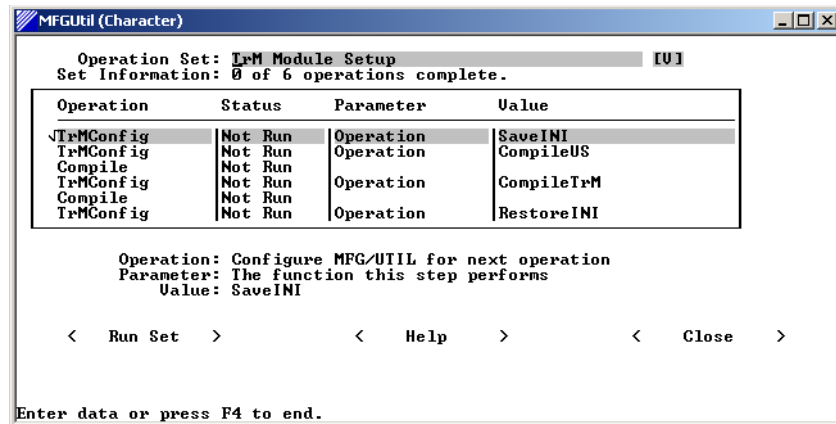 MFGUtil (Character)
Operation Set: TrM Module Setup [V]
Set Information: 0 of 6 operations complete.
Operation Status Parameter Value
√TrMConfig Not Run Operation SaveINI
TrMConfig Not Run Operation CompileUS
Compile Not Run
TrMConfig Not Run Operation CompileTrM
Compile Not Run
TrMConfig Not Run Operation RestoreINI
Operation: Configure MFG/UTIL for next operation
Parameter: The function this step performs
Value: SaveINI
< Run Set > < Help > < Close >
Enter data or press F4 to end.